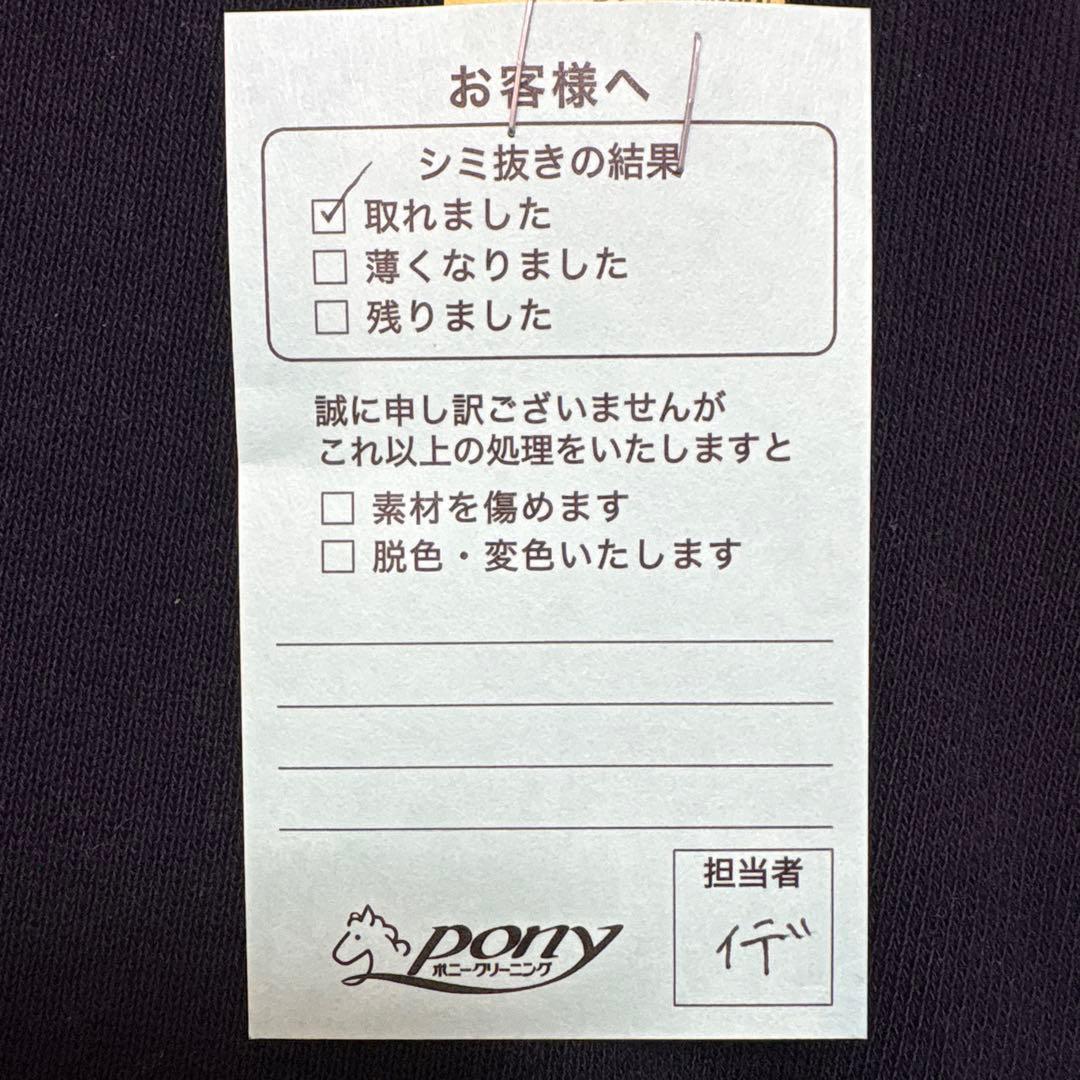 お客様へ
シミ抜きの結果
☑ 取れました
☐ 薄くなりました
☐ 残りました
誠に申し訳ございませんが
これ以上の処理をいたしますと
☐ 素材を傷めます
☐ 脱色・変色いたします
担当者
イデ
pony
ポニークリーニング